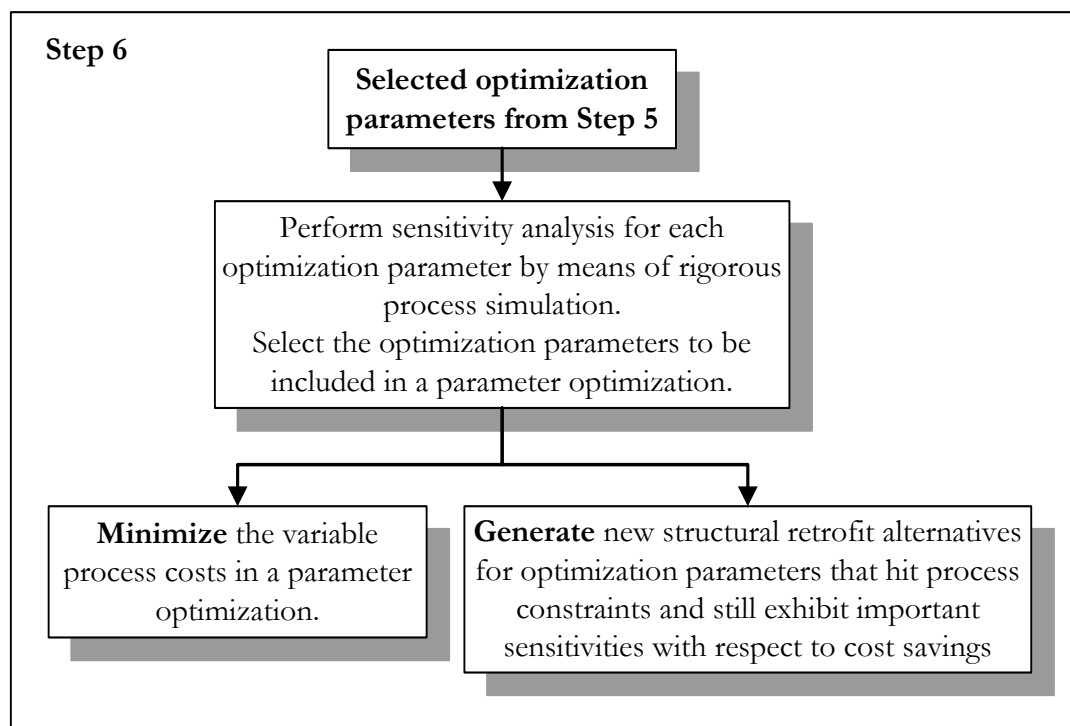 Step 6
Selected optimization
parameters from Step 5
Perform sensitivity analysis for each
optimization parameter by means of rigorous
process simulation.
Select the optimization parameters to be
included in a parameter optimization.
Minimize the variable
process costs in a parameter
optimization.
Generate new structural retrofit alternatives
for optimization parameters that hit process
constraints and still exhibit important
sensitivities with respect to cost savings